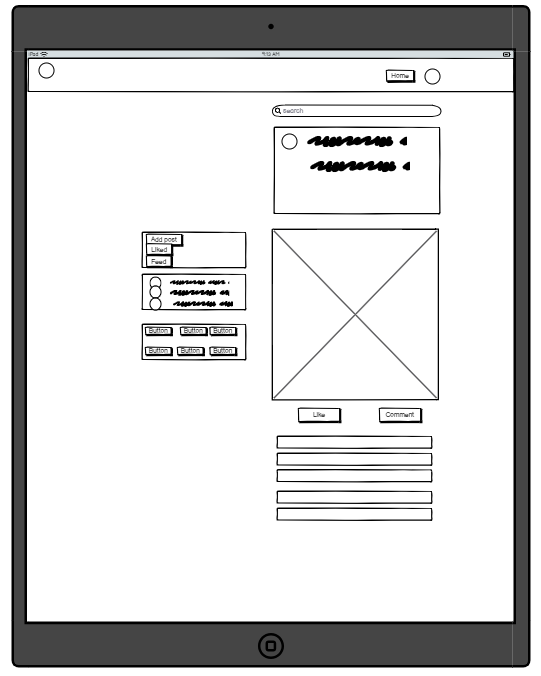 iPad
9:13 AM
Home
search
Add post
Liked
Feed
Button Button Button
Button Button Button
Like Comment